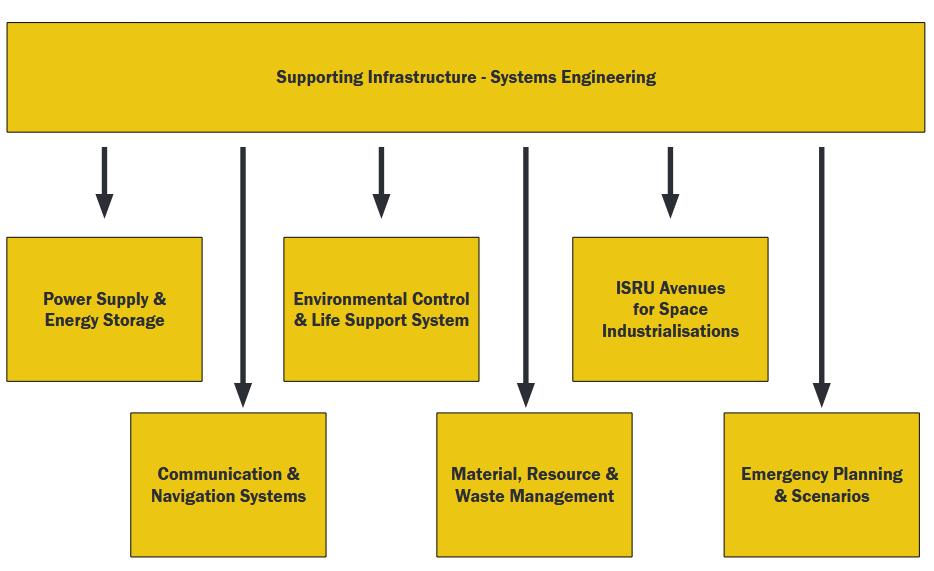 Supporting Infrastructure - Systems Engineering
Power Supply &
Energy Storage
Environmental Control
& Life Support System
ISRU Avenues
for Space
Industrialisations
Communication &
Navigation Systems
Material, Resource &
Waste Management
Emergency Planning
& Scenarios